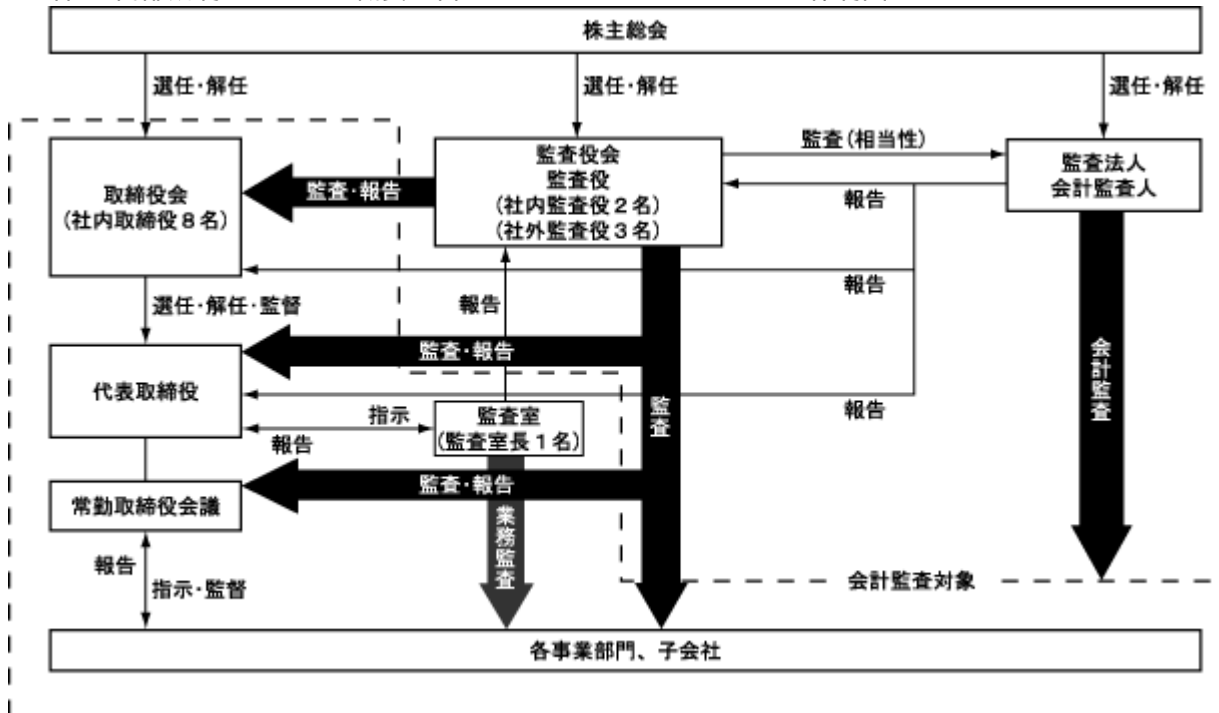 株主総会
選任・解任
選任・解任
選任・解任
取締役会
(社内取締役８名)
監査・報告
監査役会
監査役
(社内監査役２名)
(社外監査役３名)
監査(相当性)
報告
監査法人
会計監査人
報告
選任・解任・監督
報告
監査・報告
代表取締役
報告
指示
報告
監査室
(監査室長１名)
監査
会計監査
監査・報告
常勤取締役会議
業務監査
報告
指示・監督
会計監査対象
各事業部門、子会社